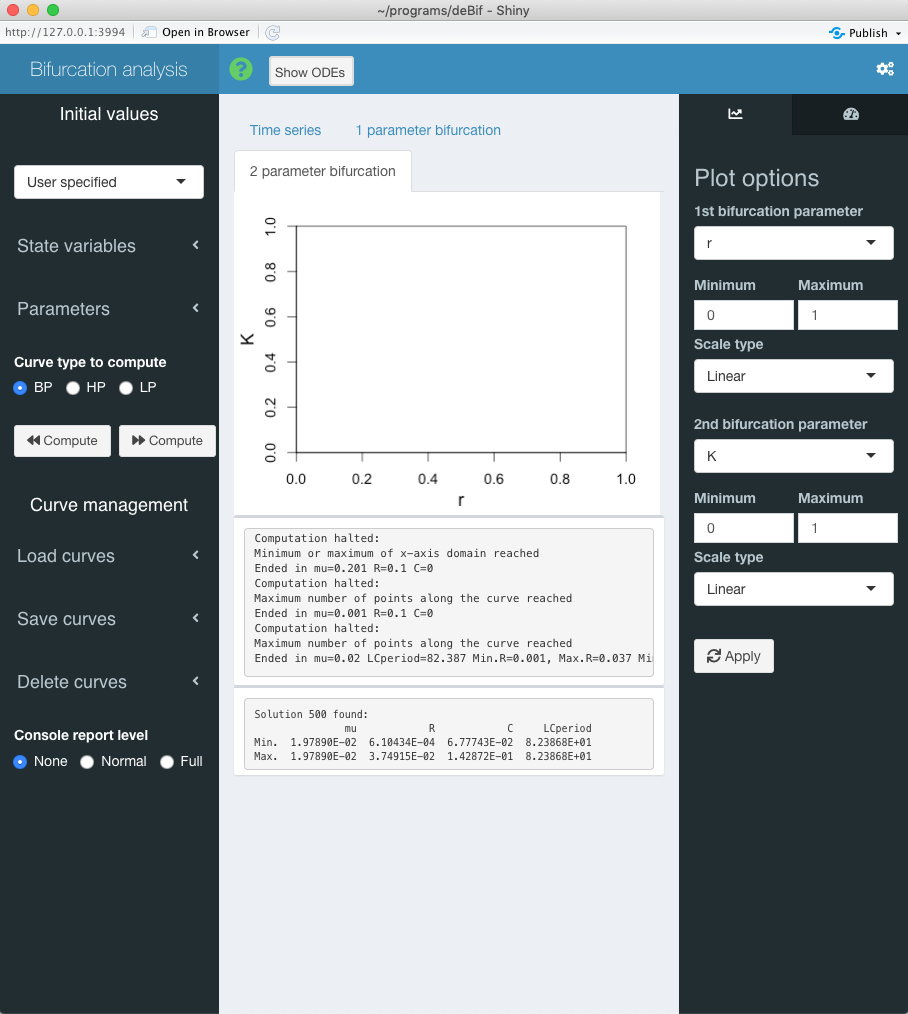 ~/programs/deBif - Shiny
http://127.0.0.1:3994 Open in Browser Publish
Bifurcation analysis
? Show ODEs
Initial values
User specified
State variables
Parameters
Curve type to compute
BP HP LP
Compute Compute
Curve management
Load curves
Save curves
Delete curves
Console report level
None Normal Full
Time series 1 parameter bifurcation
2 parameter bifurcation
1.0
0.8
0.6
0.4
0.2
0.0
K
0.0 0.2 0.4 0.6 0.8 1.0
r
Computation halted:
Minimum or maximum of x-axis domain reached
Ended in mu=0.201 R=0.1 C=0
Computation halted:
Maximum number of points along the curve reached
Ended in mu=0.001 R=0.1 C=0
Computation halted:
Maximum number of points along the curve reached
Ended in mu=0.02 LCperiod=82.387 Min.R=0.001, Max.R=0.037 Mi
Solution 500 found:
mu R C LCperiod
Min. 1.97890E-02 6.10434E-04 6.77743E-02 8.23868E+01
Max. 1.97890E-02 3.74915E-02 1.42872E-01 8.23868E+01
Plot options
1st bifurcation parameter
r
Minimum Maximum
0 1
Scale type
Linear
2nd bifurcation parameter
K
Minimum Maximum
0 1
Scale type
Linear
Apply